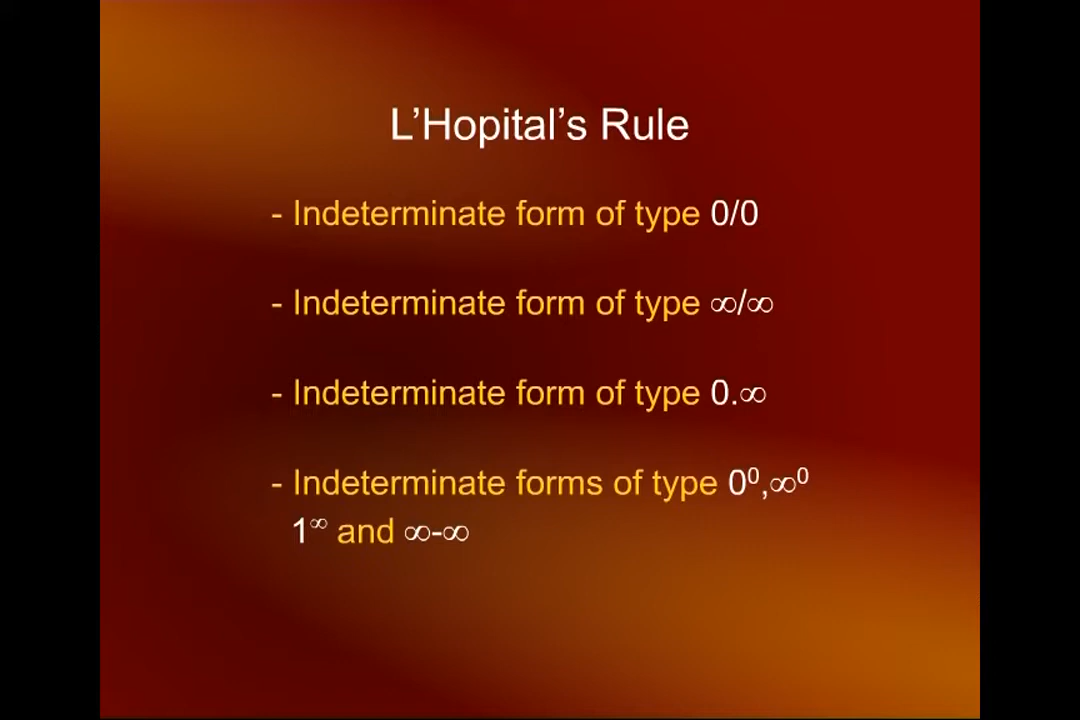 L’Hopital’s Rule
- Indeterminate form of type 0/0
- Indeterminate form of type ∞/∞
- Indeterminate form of type 0.∞
- Indeterminate forms of type 0⁰,∞⁰
1^∞ and ∞-∞